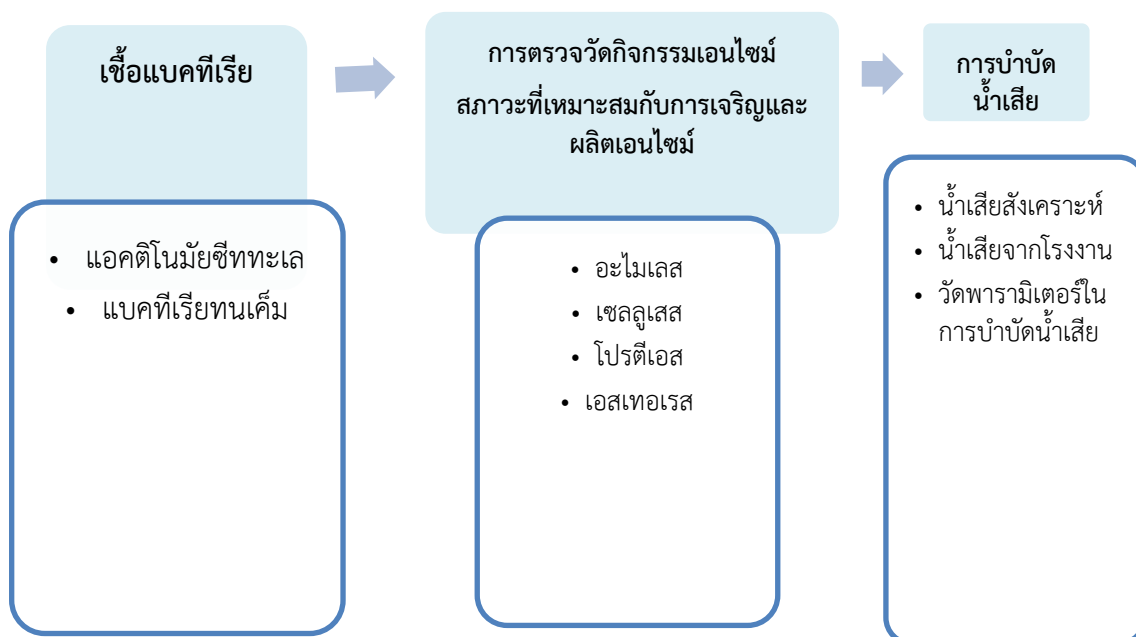 เชื้อแบคทีเรีย
• แอคติโนมัยซีททะเล
• แบคทีเรียทนเค็ม
การตรวจวัดกิจกรรมเอนไซม์
สภาวะที่เหมาะสมกับการเจริญและ
ผลิตเอนไซม์
• อะไมเลส
• เซลลูเสส
• โปรตีเอส
• เอสเทอเรส
การบำบัด
น้ำเสีย
• น้ำเสียสังเคราะห์
• น้ำเสียจากโรงงาน
• วัดพารามิเตอร์ใน
การบำบัดน้ำเสีย